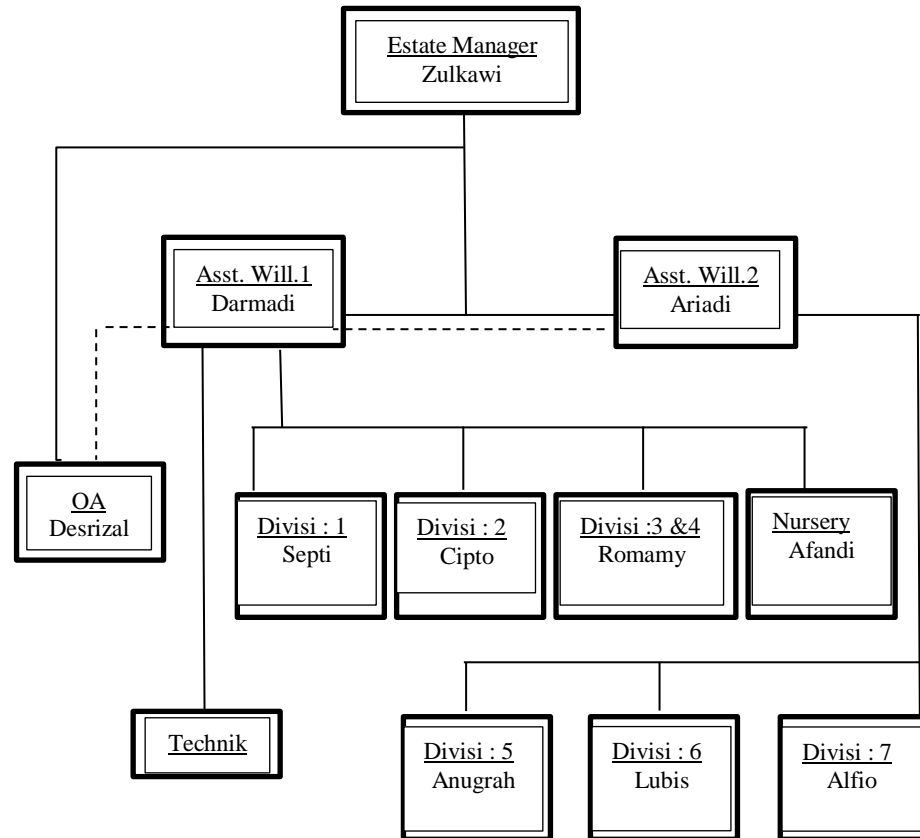 Estate Manager
Zulkawi
Asst. Will.1
Darmadi
Asst. Will.2
Ariadi
OA
Desrizal
Divisi : 1
Septi
Divisi : 2
Cipto
Divisi :3 &4
Romamy
Nursery
Afandi
Technik
Divisi : 5
Anugrah
Divisi : 6
Lubis
Divisi : 7
Alfio